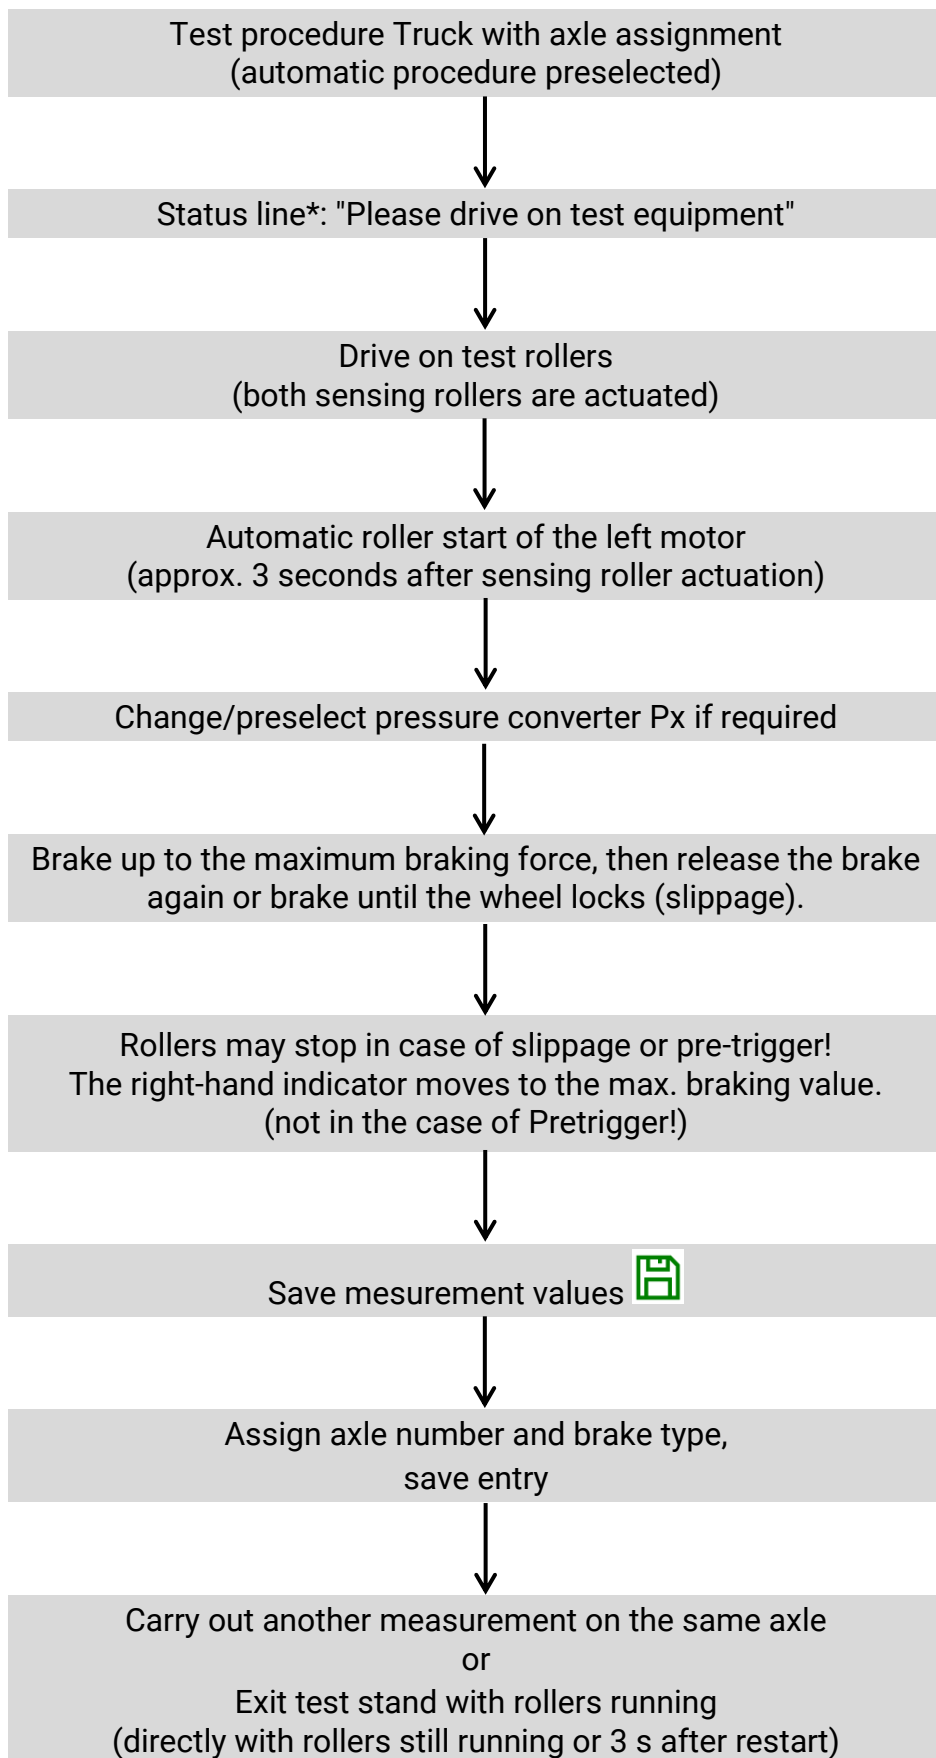 Test procedure Truck with axle assignment
(automatic procedure preselected)
Status line*: "Please drive on test equipment"
Drive on test rollers
(both sensing rollers are actuated)
Automatic roller start of the left motor
(approx. 3 seconds after sensing roller actuation)
Change/preselect pressure converter Px if required
Brake up to the maximum braking force, then release the brake
again or brake until the wheel locks (slippage).
Rollers may stop in case of slippage or pre-trigger!
The right-hand indicator moves to the max. braking value.
(not in the case of Pretrigger!)
Save mesurement values
Assign axle number and brake type,
save entry
Carry out another measurement on the same axle
or
Exit test stand with rollers running
(directly with rollers still running or 3 s after restart)